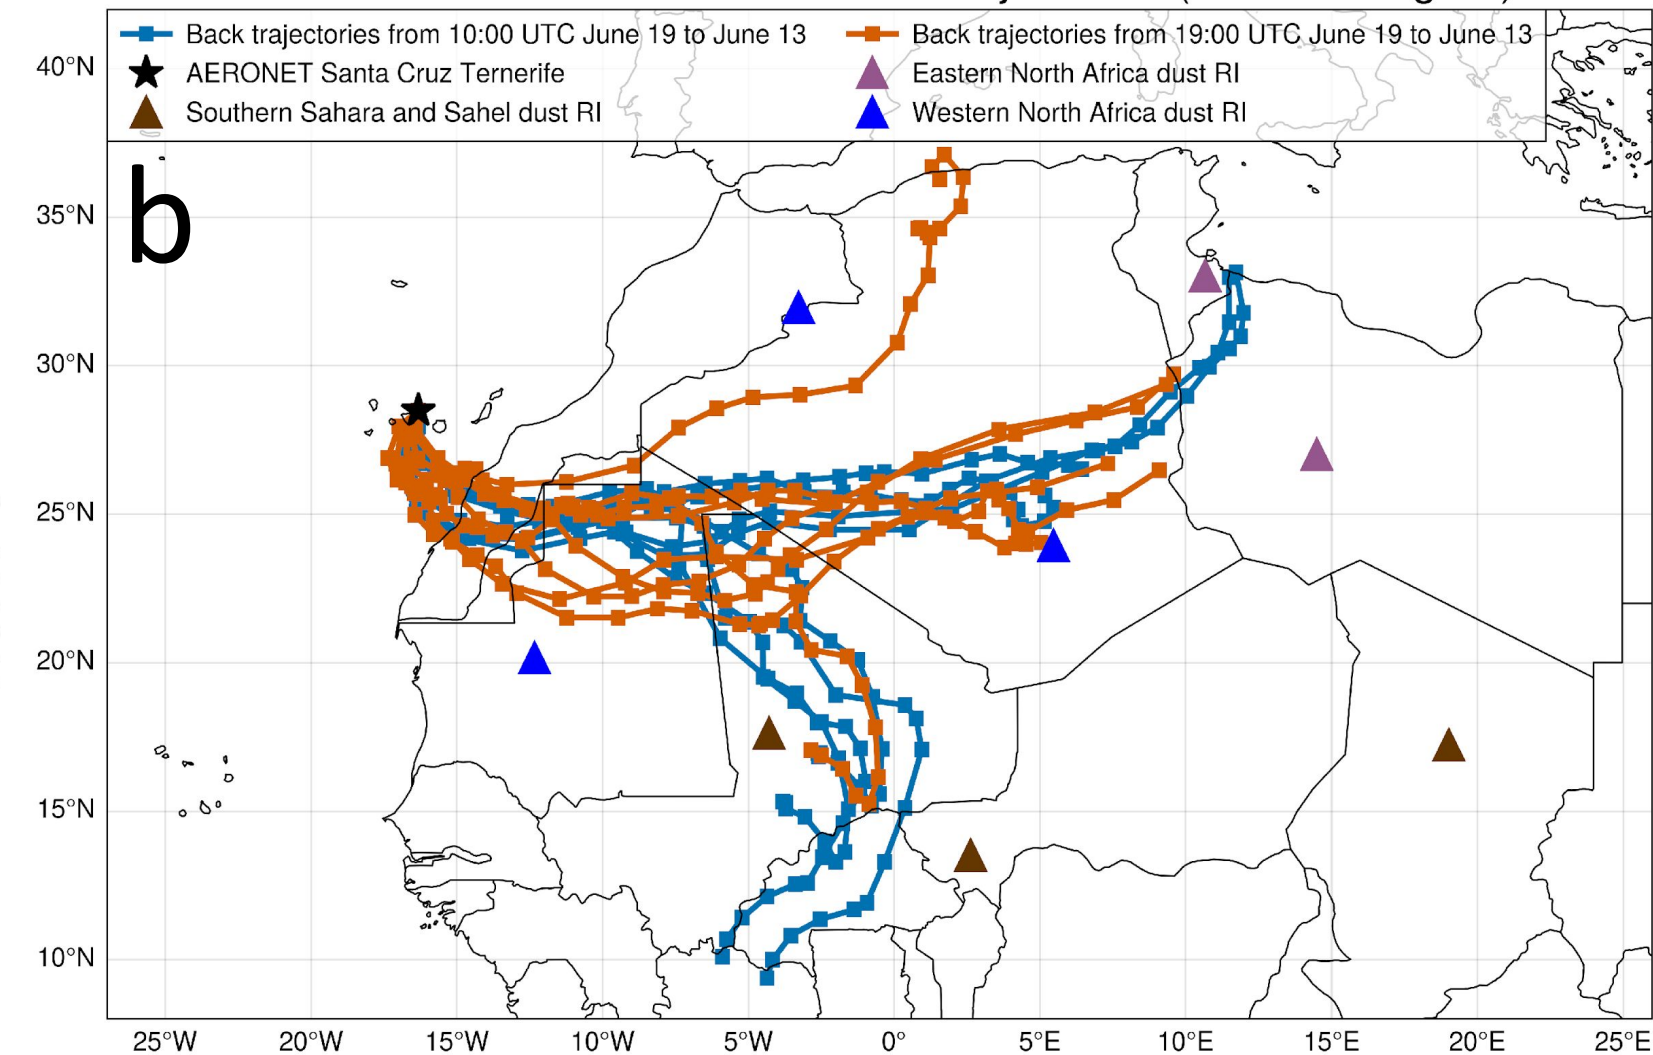 Back trajectories from 10:00 UTC June 19 to June 13
Back trajectories from 19:00 UTC June 19 to June 13
AERONET Santa Cruz Ternerife
Eastern North Africa dust RI
Southern Sahara and Sahel dust RI
Western North Africa dust RI
b
40°N
35°N
30°N
25°N
20°N
15°N
10°N
25°W 20°W 15°W 10°W 5°W 0° 5°E 10°E 15°E 20°E 25°E